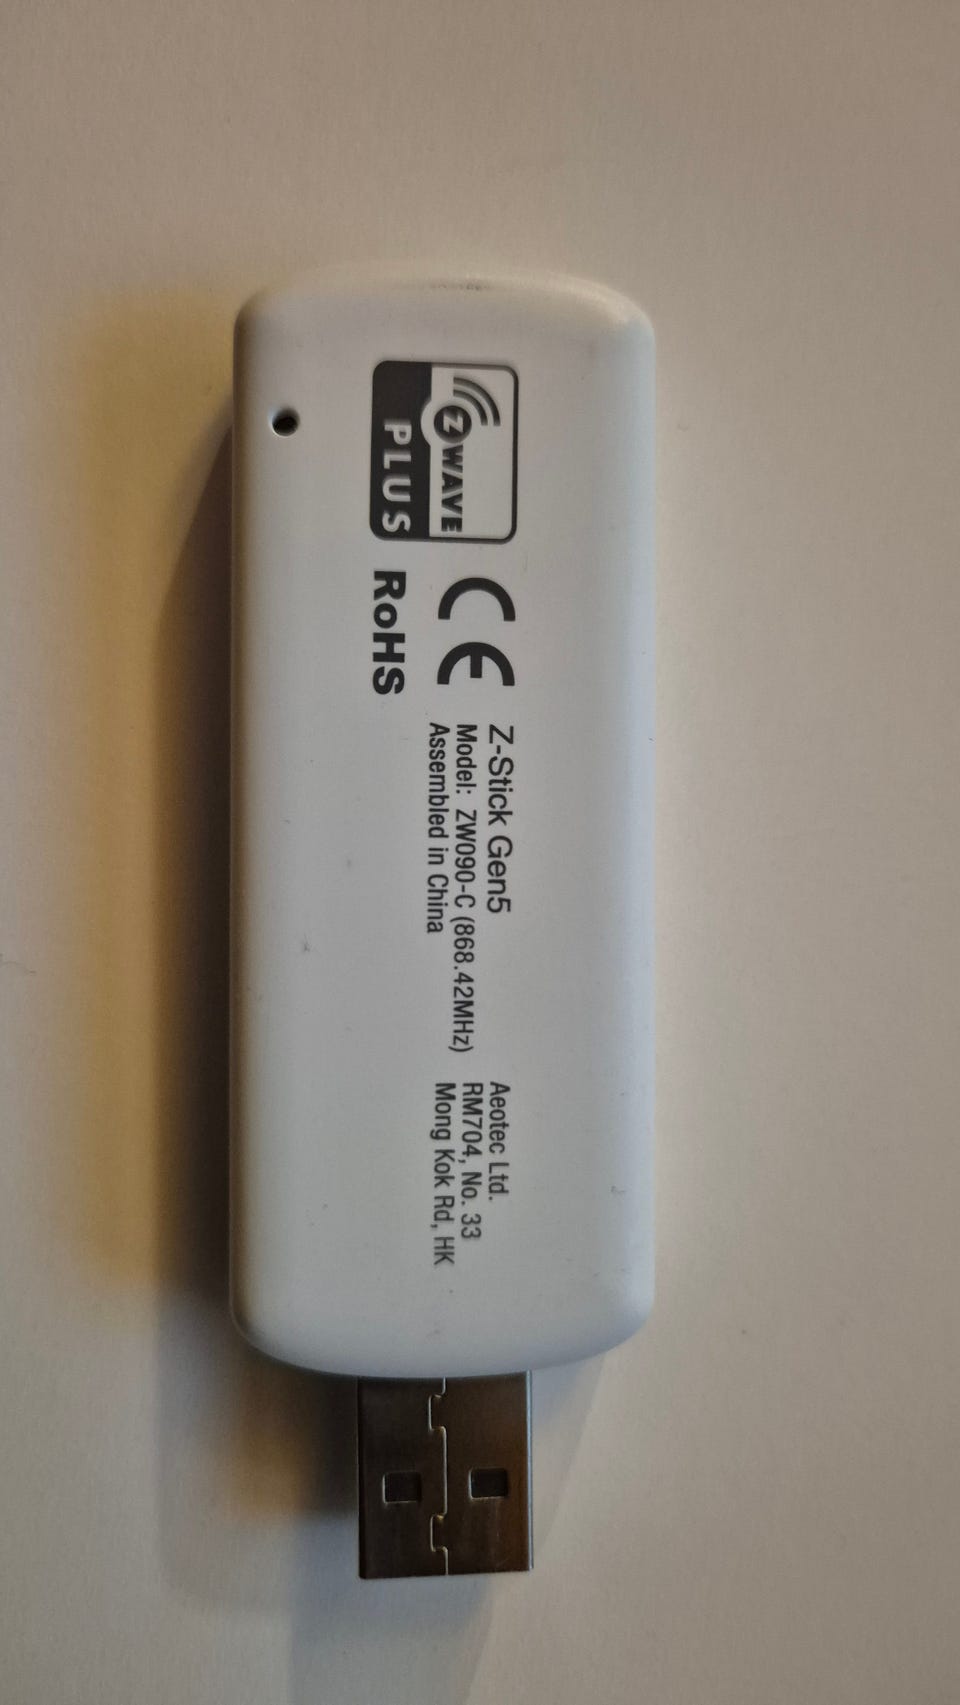 Z WAVE
PLUS
CE
RoHS
Z-Stick Gen5
Model: ZW090-C (868.42MHz)
Assembled in China
Aeotec Ltd.
RM704, No. 33
Mong Kok Rd, HK